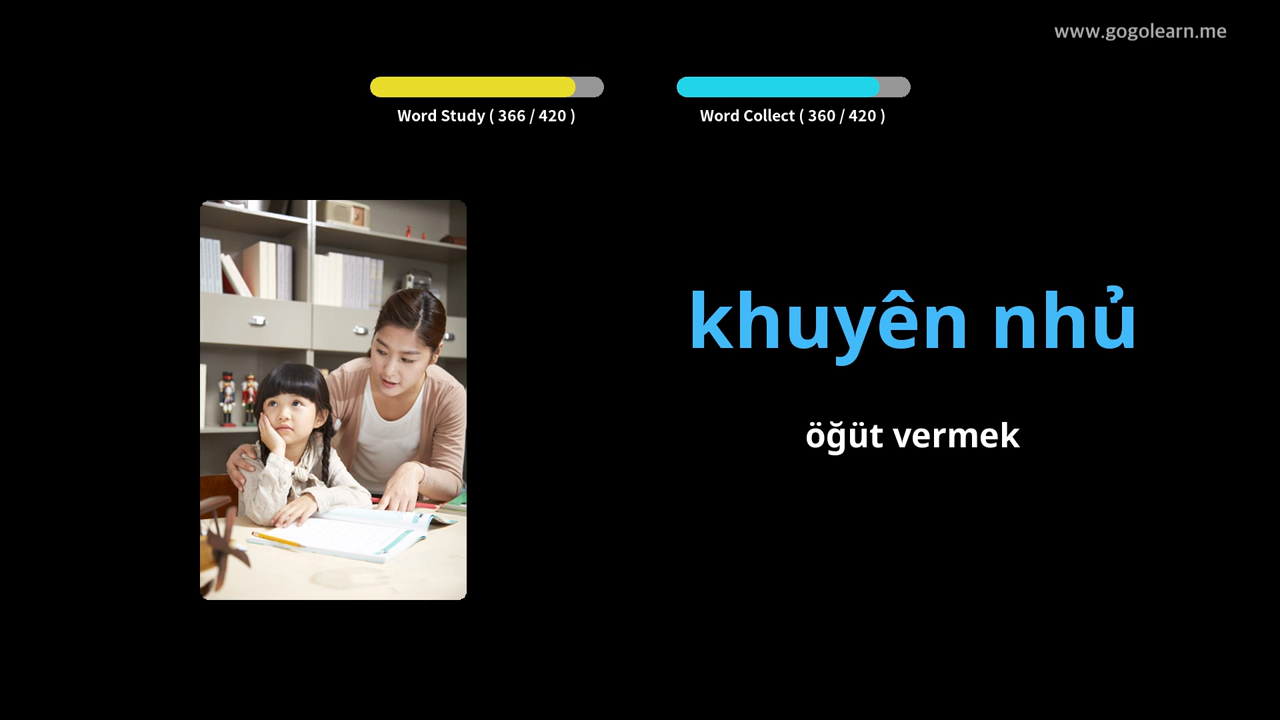 www.gogolearn.me
Word Study ( 366 / 420 )
Word Collect ( 360 / 420 )
khuyên nhủ
öğüt vermek